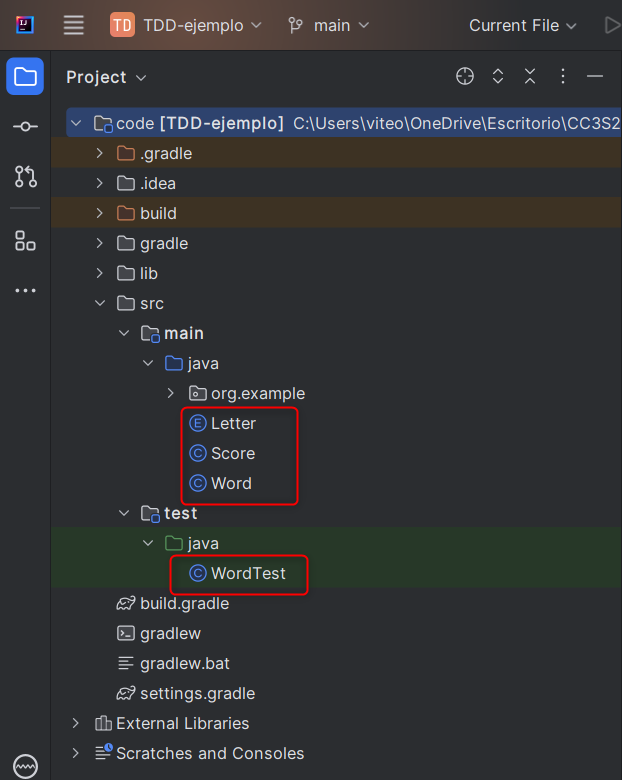 IJ
TD TDD-ejemplo main Current File
Project
code [TDD-ejemplo] C:\Users\viteo\OneDrive\Escritorio\CC3S2
.gradle
.idea
build
gradle
lib
src
main
java
org.example
E Letter
C Score
C Word
test
java
C WordTest
build.gradle
gradlew
gradlew.bat
settings.gradle
External Libraries
Scratches and Consoles